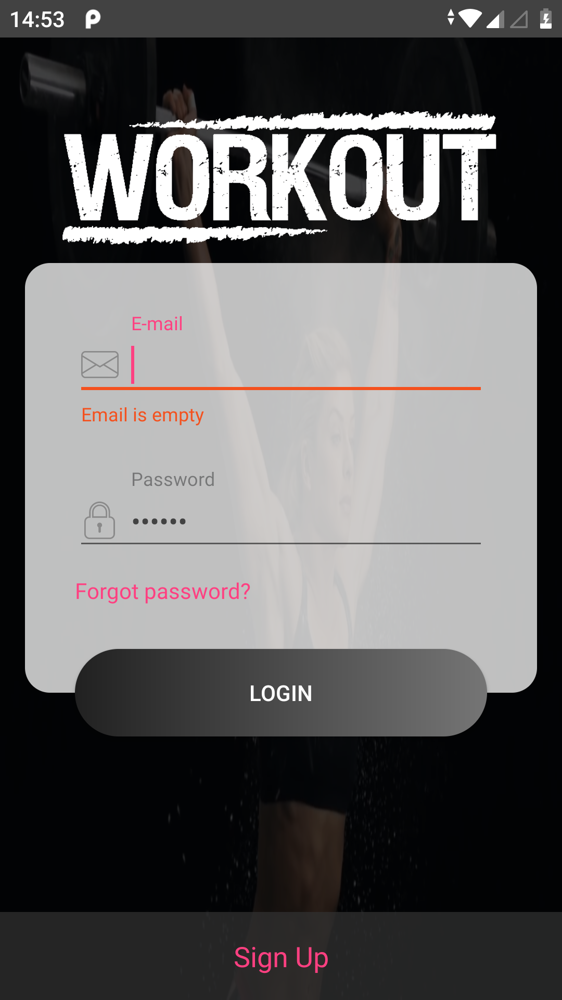 14:53
WORKOUT
E-mail
Email is empty
Password
••••••
Forgot password?
LOGIN
Sign Up